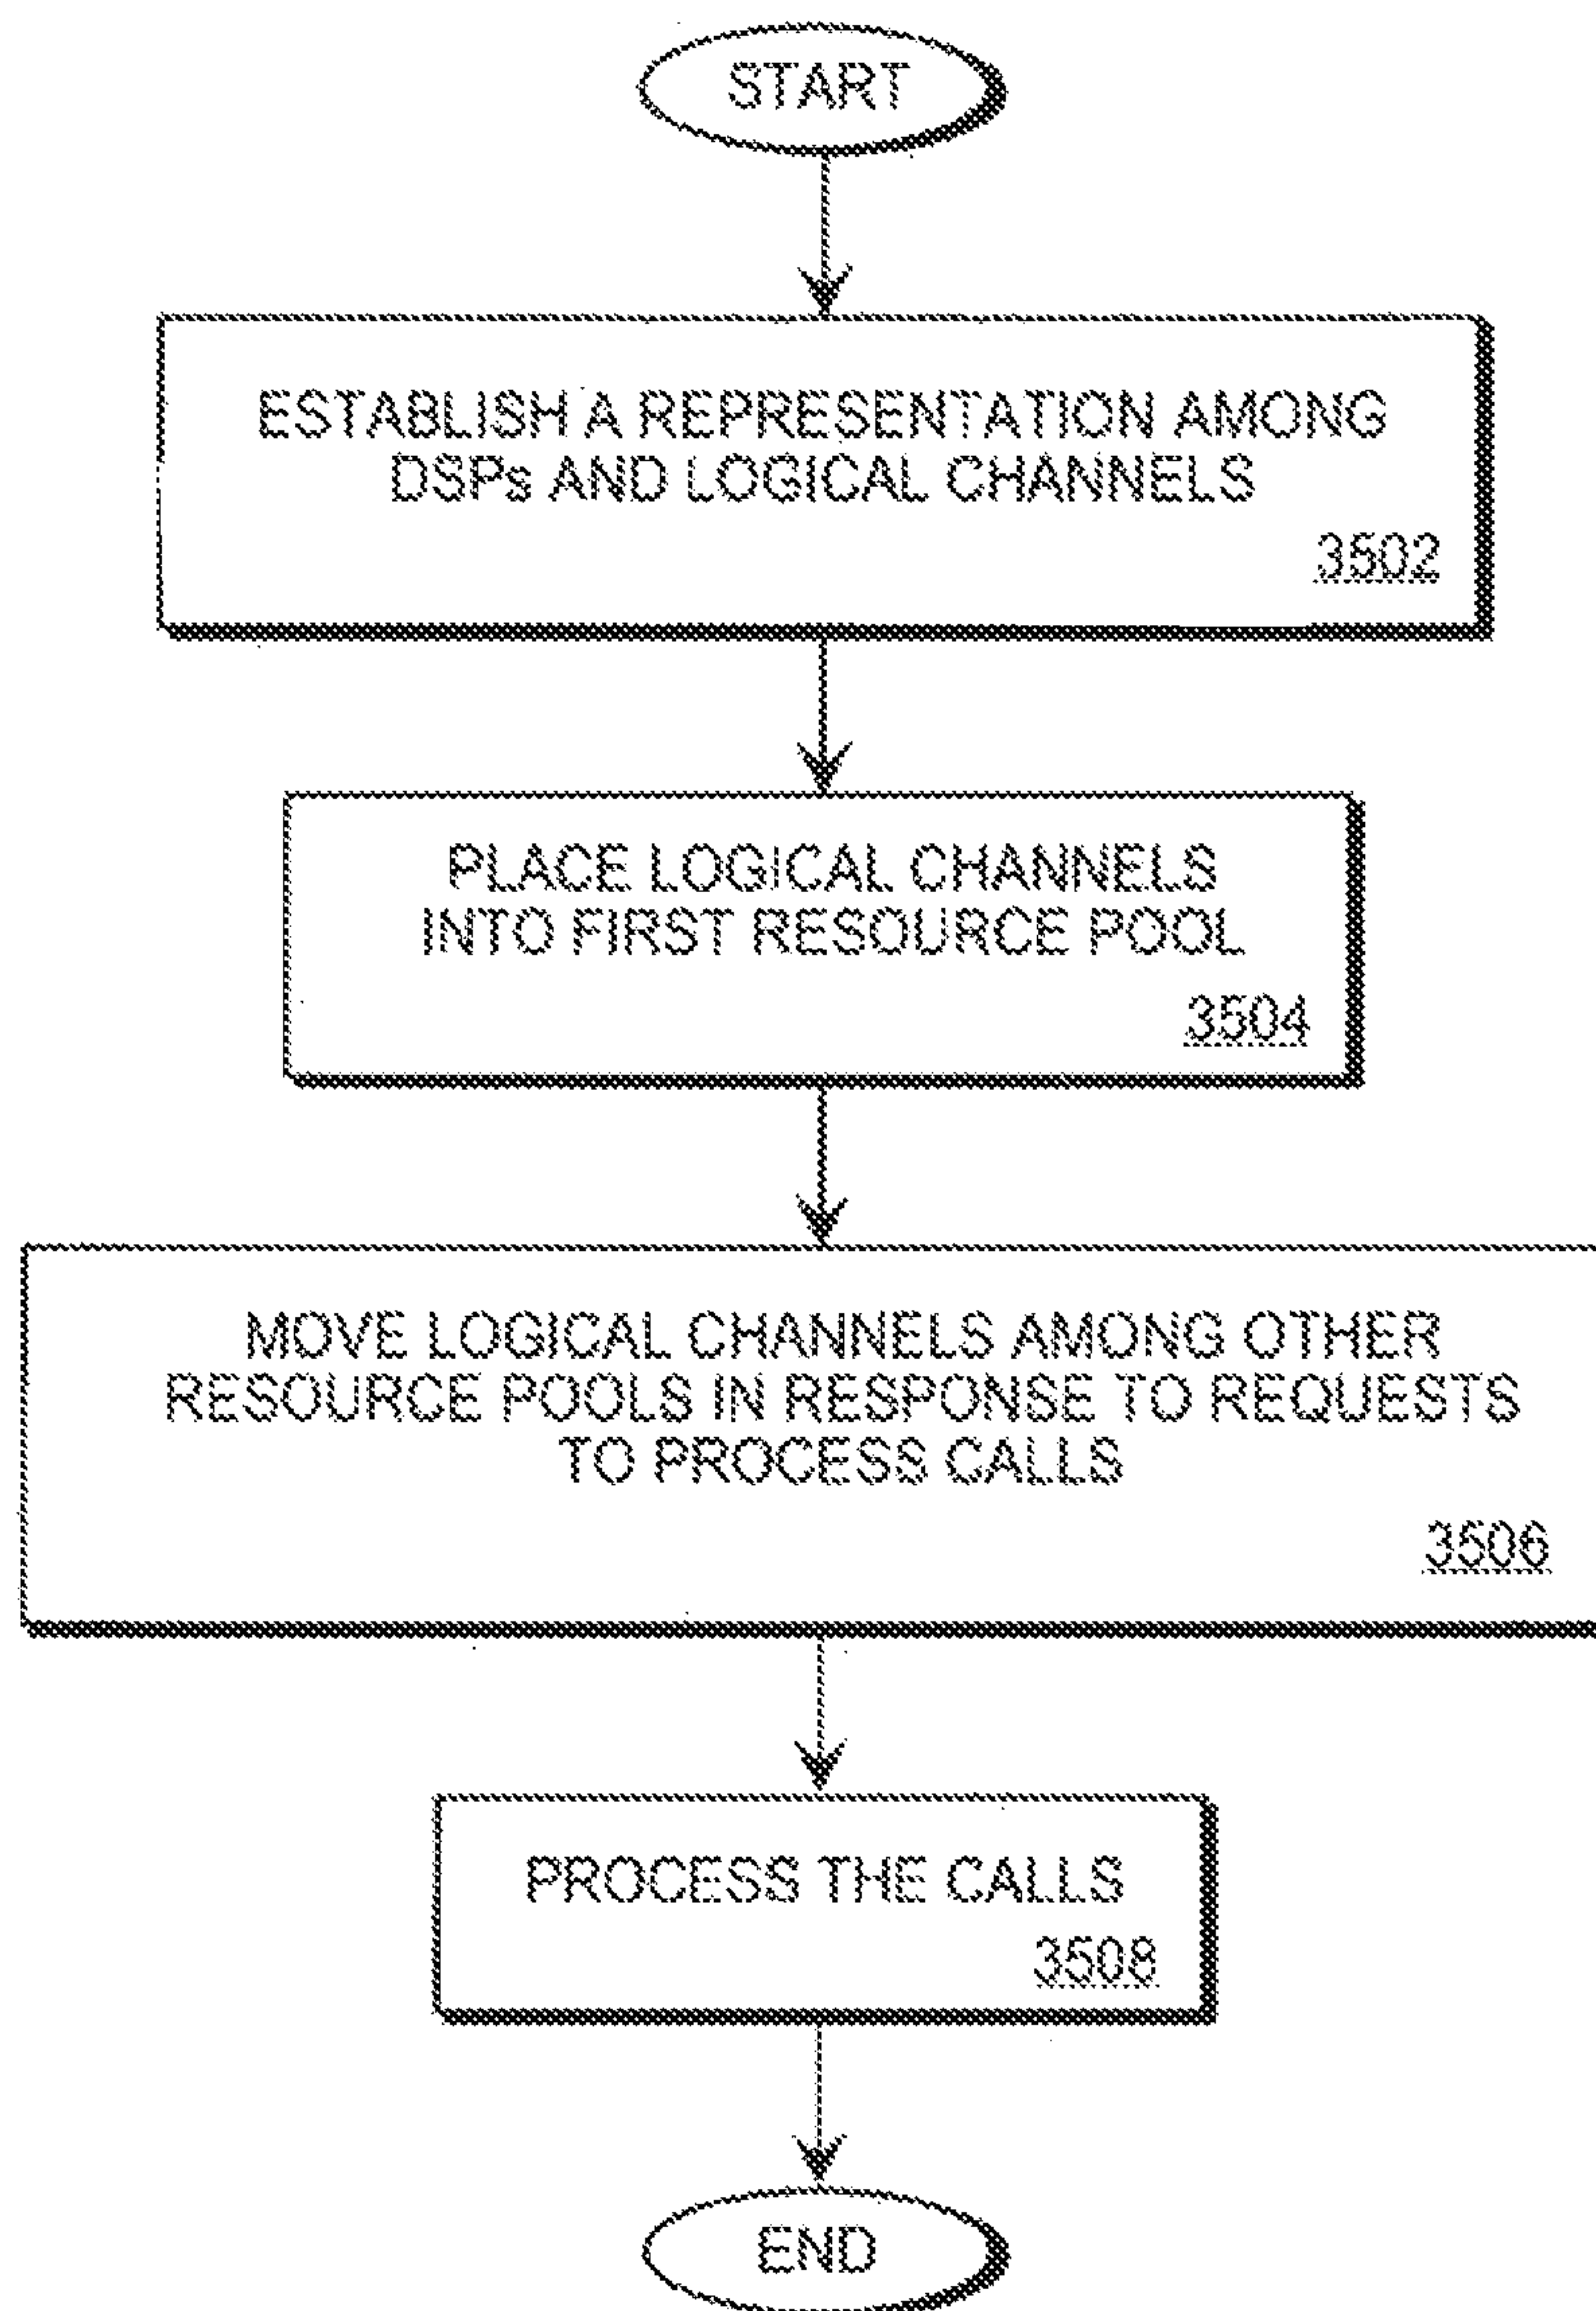 START
ESTABLISH A REPRESENTATION AMONG
DSPs AND LOGICAL CHANNELS
3502
PLACE LOGICAL CHANNELS
INTO FIRST RESOURCE POOL
3504
MOVE LOGICAL CHANNELS AMONG OTHER
RESOURCE POOLS IN RESPONSE TO REQUESTS
TO PROCESS CALLS
3506
PROCESS THE CALLS
3508
END